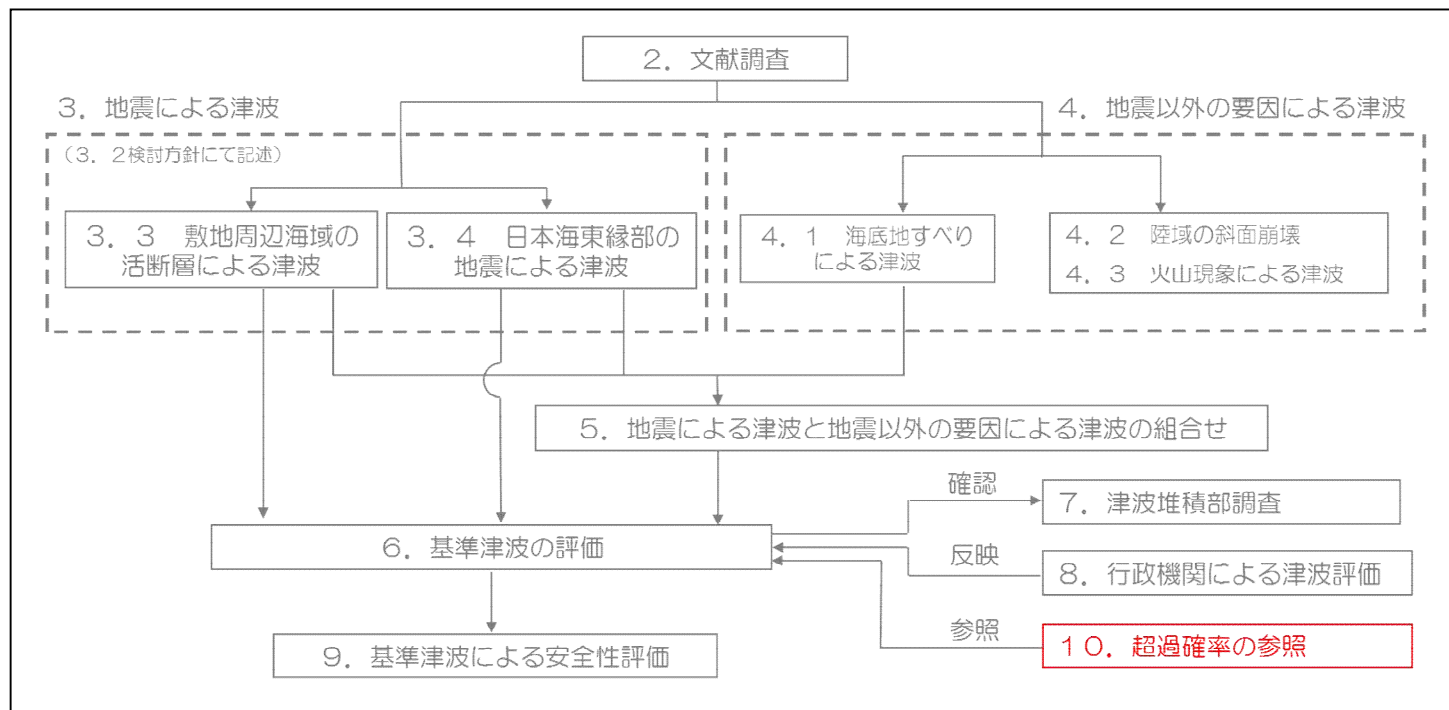 2．文献調査
3．地震による津波
4．地震以外の要因による津波
（3．2検討方針にて記述）
3．3　敷地周辺海域の
活断層による津波
3．4　日本海東縁部の
地震による津波
4．1　海底地すべり
による津波
4．2　陸域の斜面崩壊
4．3　火山現象による津波
5．地震による津波と地震以外の要因による津波の組合せ
確認
7．津波堆積部調査
6．基準津波の評価
反映
8．行政機関による津波評価
参照
10．超過確率の参照
9．基準津波による安全性評価